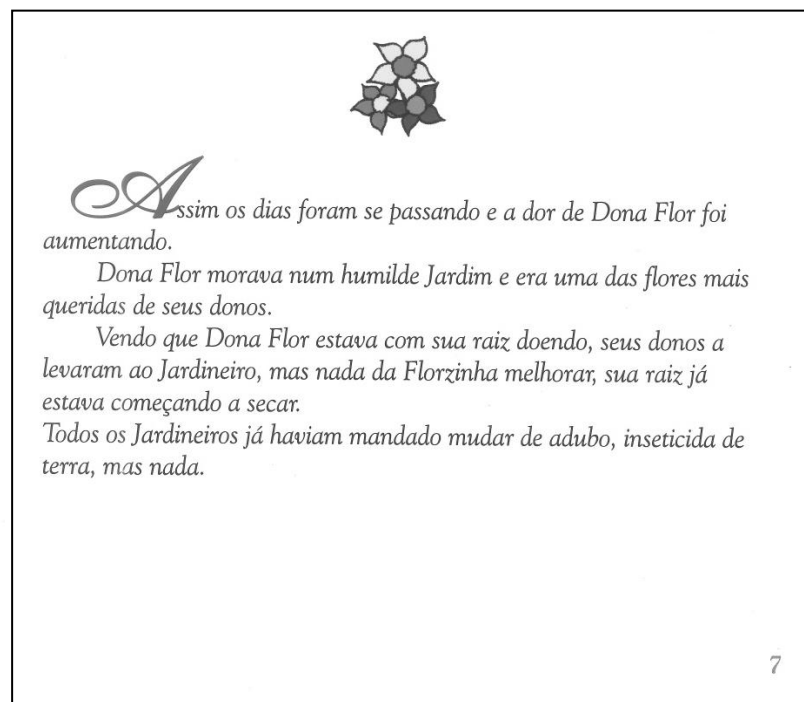 Assim os dias foram se passando e a dor de Dona Flor foi
aumentando.
Dona Flor morava num humilde Jardim e era uma das flores mais
queridas de seus donos.
Vendo que Dona Flor estava com sua raiz doendo, seus donos a
levaram ao Jardineiro, mas nada da Florzinha melhorar, sua raiz já
estava começando a secar.
Todos os Jardineiros já haviam mandado mudar de adubo, inseticida de
terra, mas nada.
7